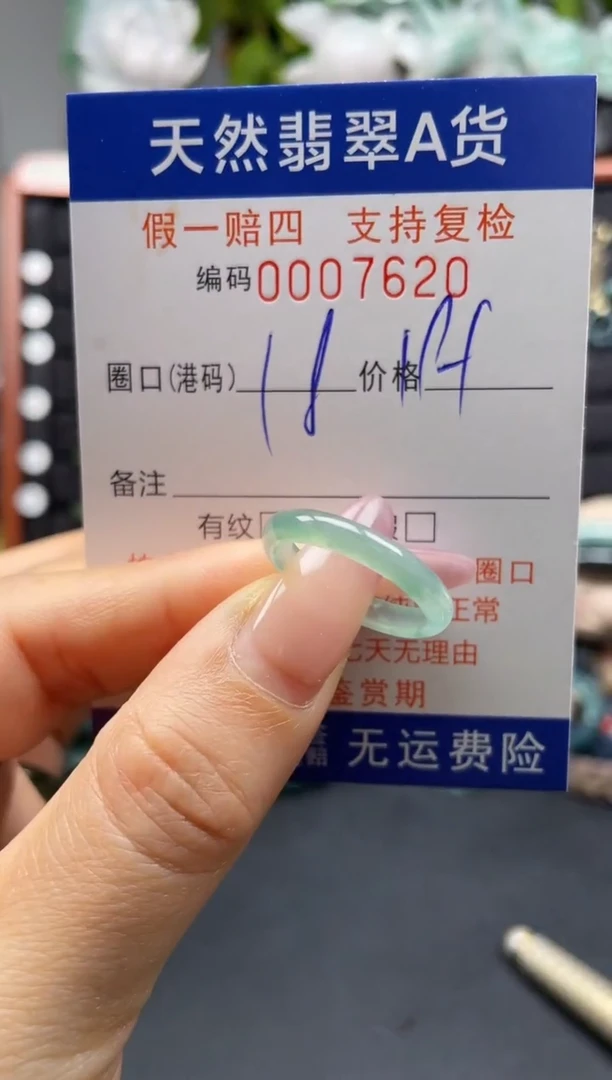 天然翡翠A货
假一赔四 支持复检
编码0007620
圈口(港码) 18 价格
备注
有纹□ □
圈口
正常
七天无理由
鉴赏期
无运费险